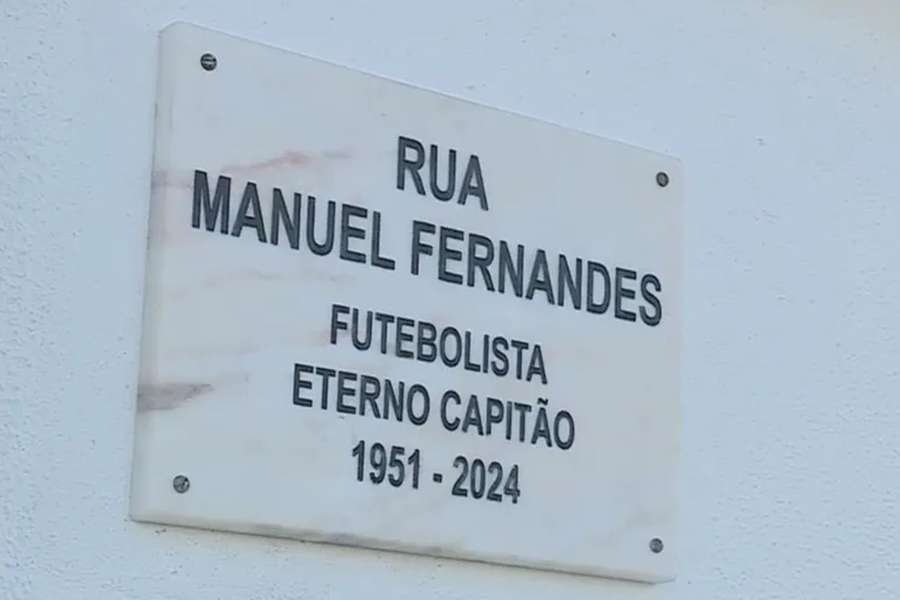 RUA
MANUEL FERNANDES
FUTEBOLISTA
ETERNO CAPITÃO
1951 - 2024